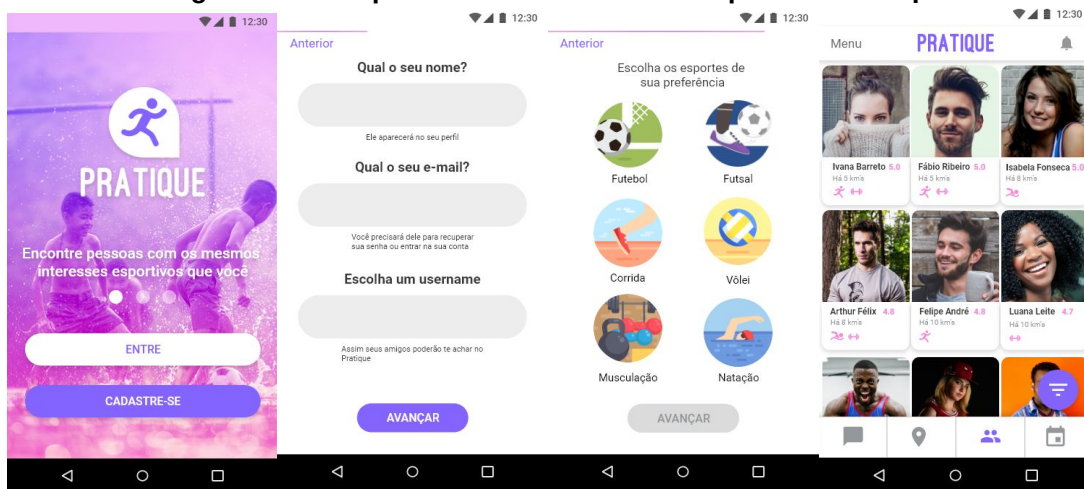 12:30
PRATIQUE
Encontre pessoas com os mesmos
interesses esportivos que você
ENTRE
CADASTRE-SE
12:30
Anterior
Qual o seu nome?
Ele aparecerá no seu perfil
Qual o seu e-mail?
Você precisará dele para recuperar
sua senha ou entrar na sua conta
Escolha um username
Assim seus amigos poderão te achar no
Pratique
AVANÇAR
12:30
Anterior
Escolha os esportes de
sua preferência
Futebol
Futsal
Corrida
Vôlei
Musculação
Natação
AVANÇAR
12:30
Menu
PRATIQUE
Ivana Barreto 5.0
Há 5 km's
Fábio Ribeiro 5.0
Há 5 km's
Isabela Fonseca 5.0
Há 8 km's
Arthur Félix 4.8
Há 8 km's
Felipe André 4.8
Há 10 km's
Luana Leite 4.7
Há 10 km's